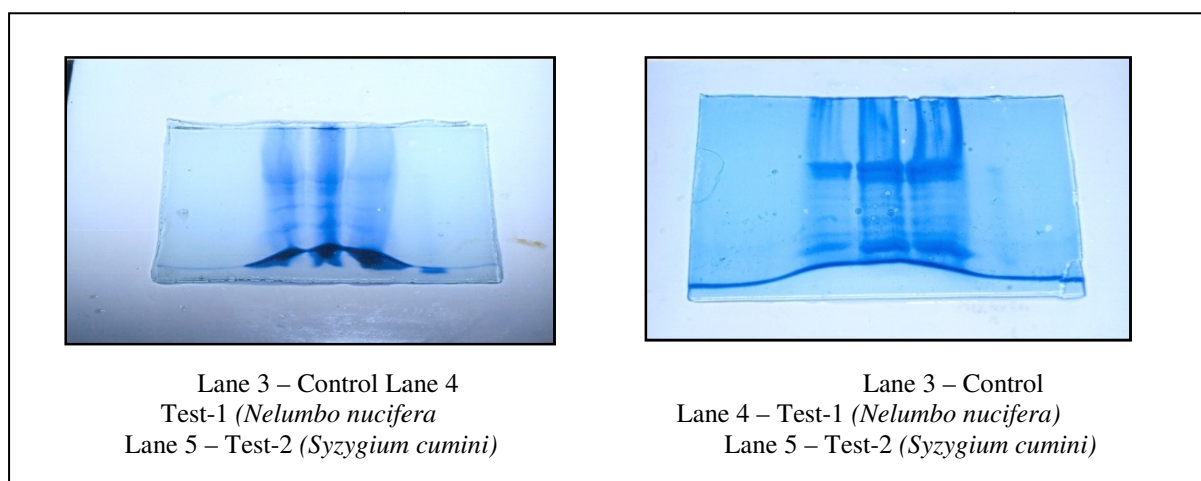 Lane 3 – Control Lane 4
Test-1 (Nelumbo nucifera
Lane 5 – Test-2 (Syzygium cumini)
Lane 3 – Control
Lane 4 – Test-1 (Nelumbo nucifera)
Lane 5 – Test-2 (Syzygium cumini)